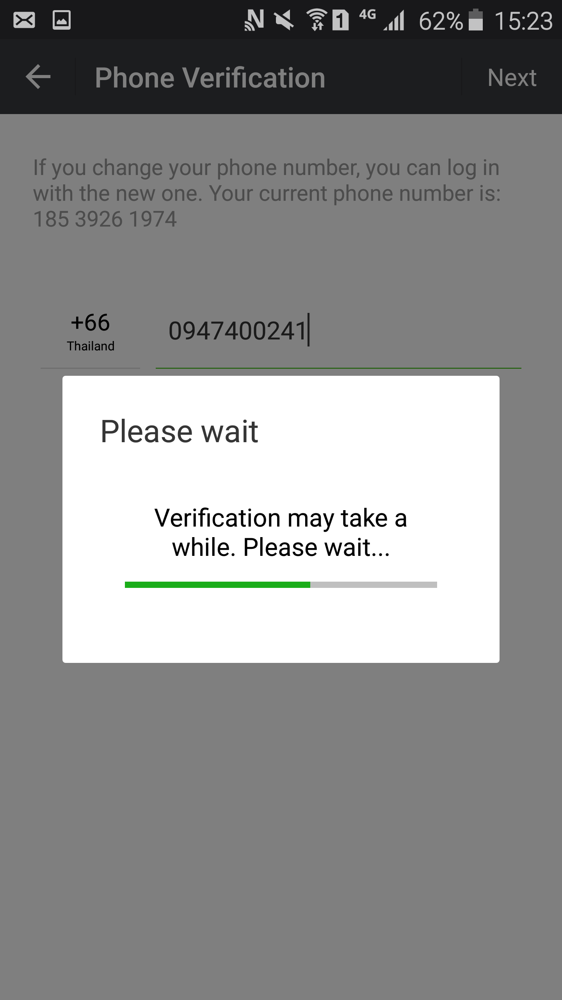 4G 62% 15:23
Phone Verification Next
If you change your phone number, you can log in
with the new one. Your current phone number is:
185 3926 1974
+66 0947400241
Thailand
Please wait
Verification may take a
while. Please wait...